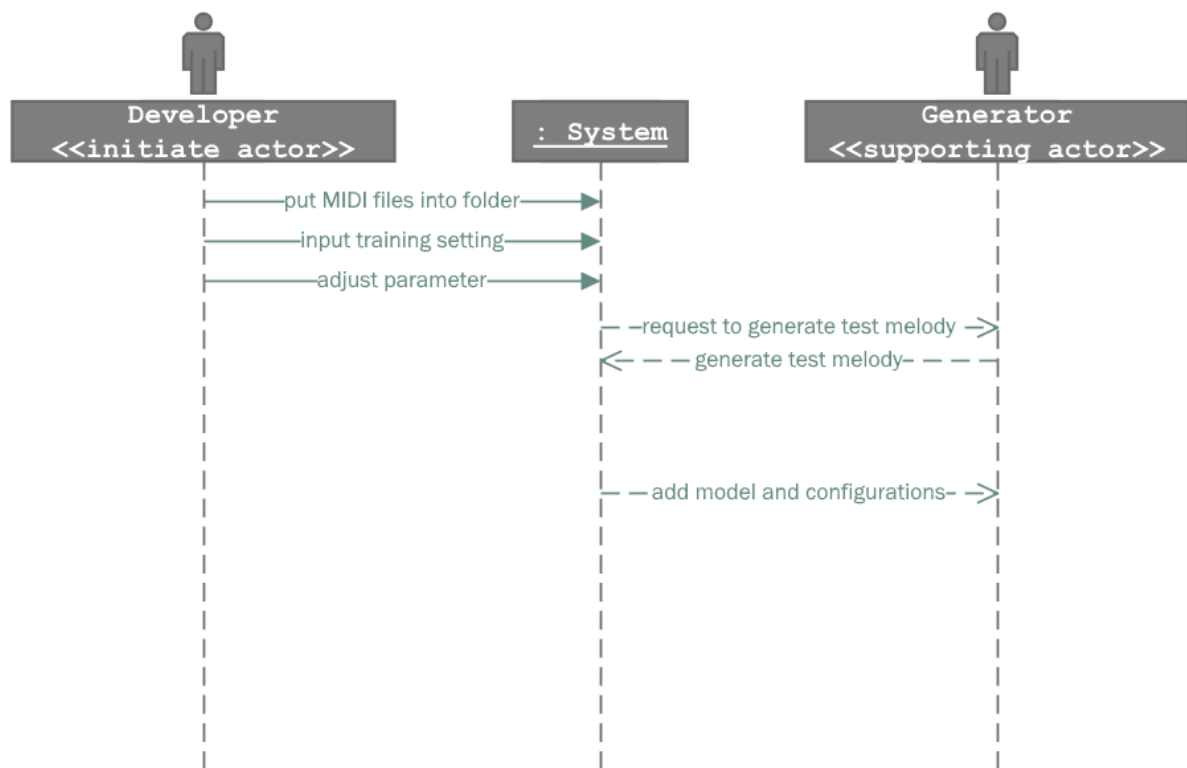 Developer
<<initiate actor>>
: System
Generator
<<supporting actor>>
put MIDI files into folder
input training setting
adjust parameter
request to generate test melody
generate test melody
add model and configurations